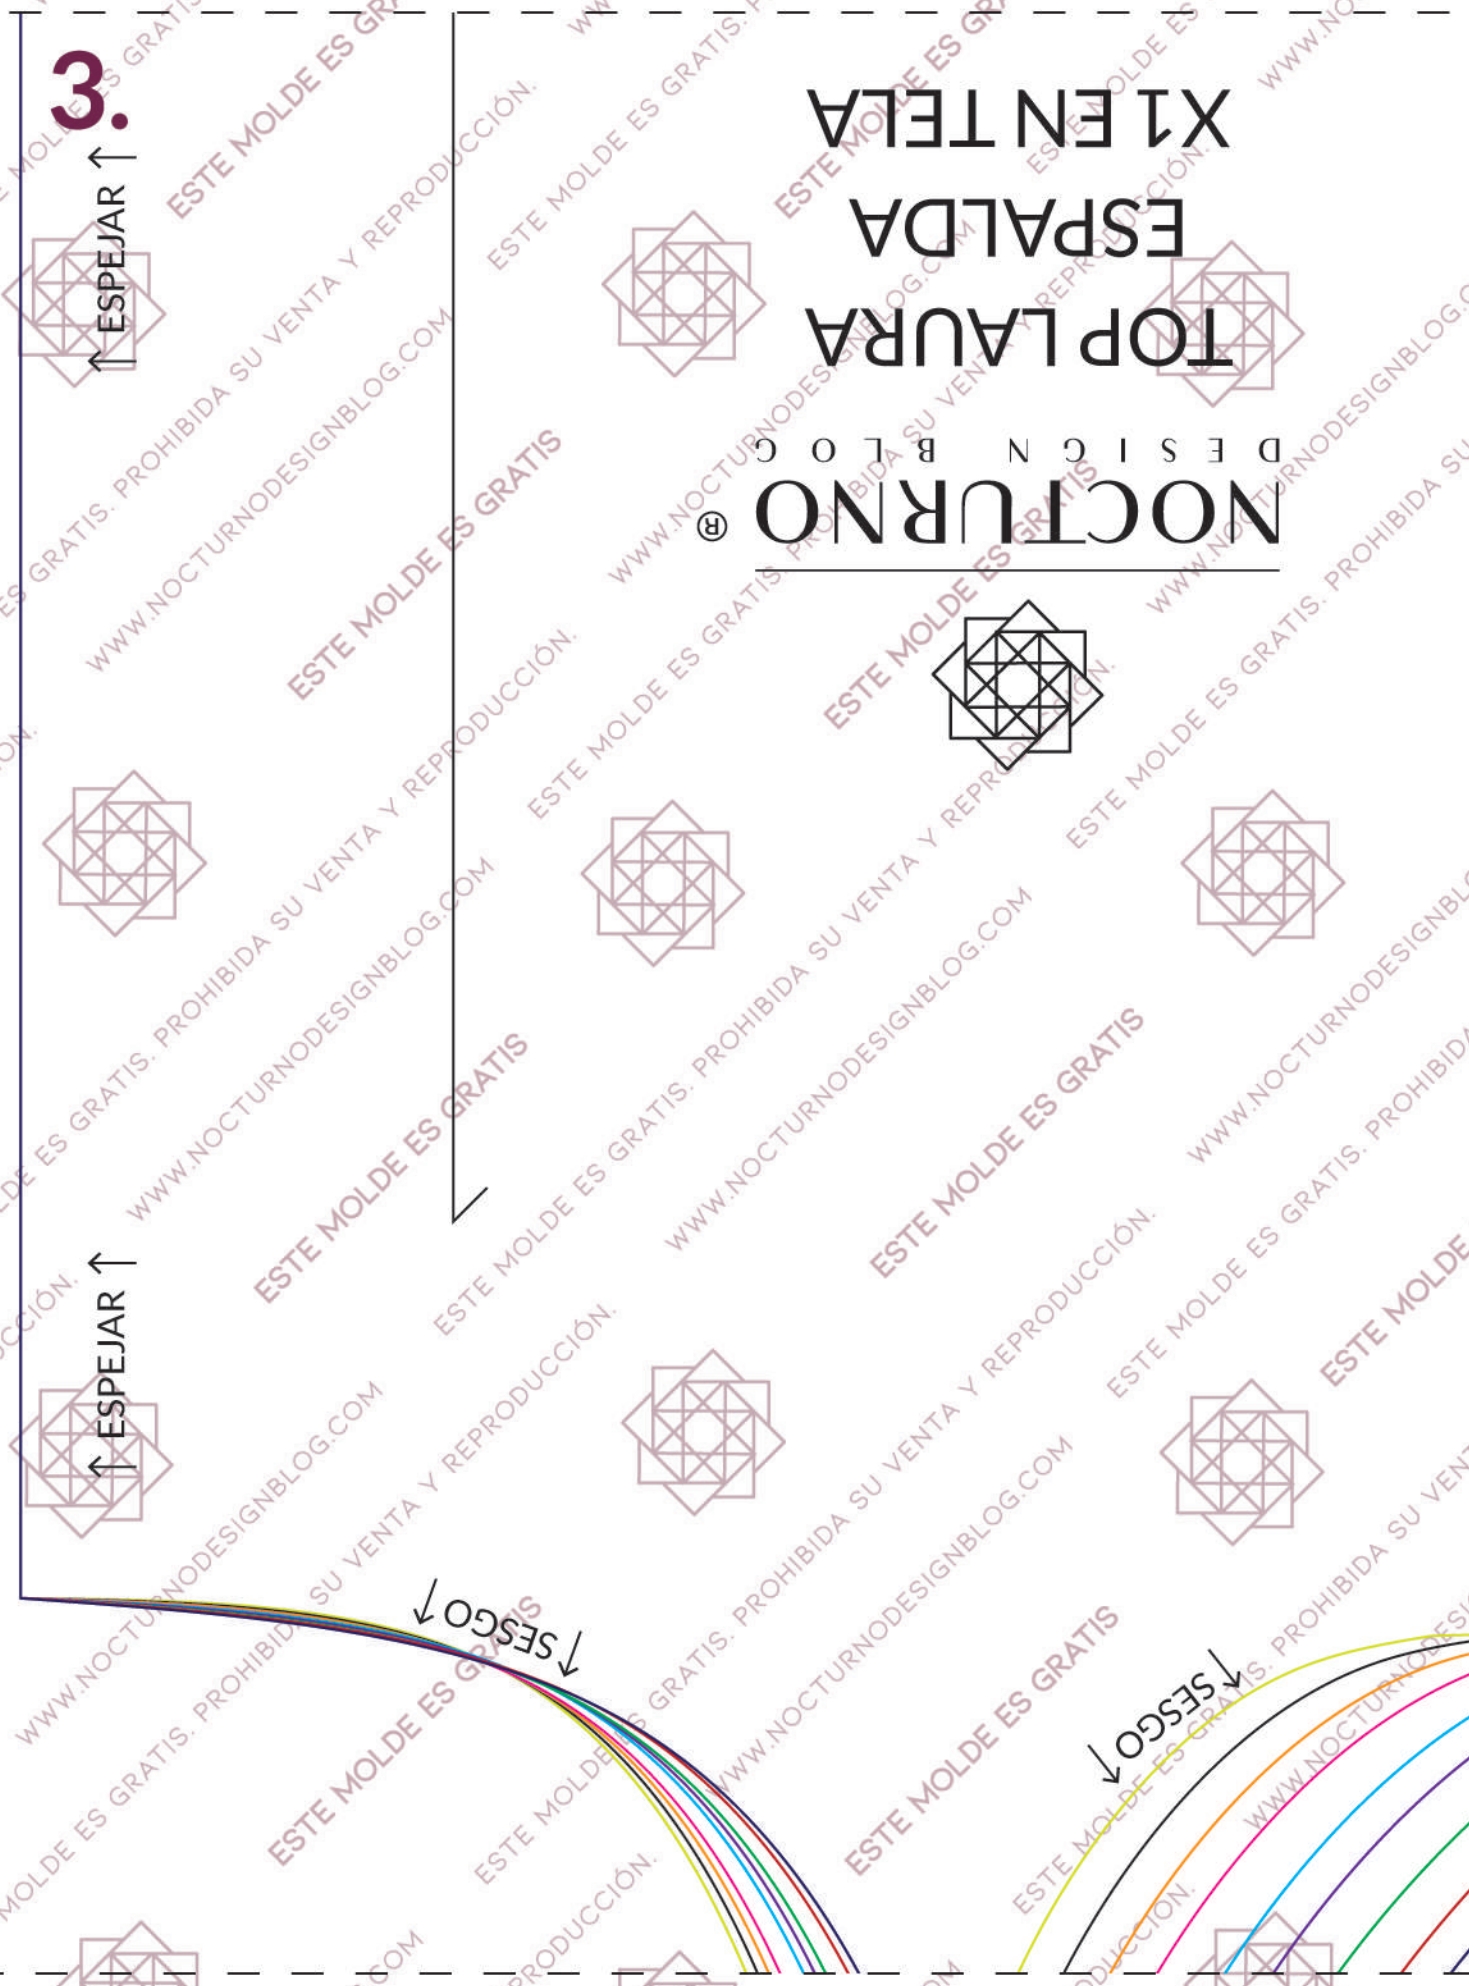 3.
← ESPEJAR ←
X1 EN TELA
ESPALDA
TOP LAURA
DESIGN BLOG
NOCTURNO ®
← ESPEJAR ←
← SESGO →
← SESGO →
ESTE MOLDE ES GRATIS
ESTE MOLDE ES GRATIS. PROHIBIDA SU VENTA Y REPRODUCCIÓN.
WWW.NOCTURNODESIGNBLOG.COM